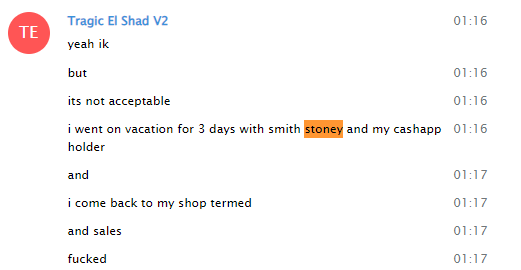 TE
Tragic El Shad V2 01:16
yeah ik
but 01:16
its not acceptable 01:16
i went on vacation for 3 days with smith stoney and my cashapp 01:16
holder
and 01:17
i come back to my shop termed 01:17
and sales 01:17
fucked 01:17